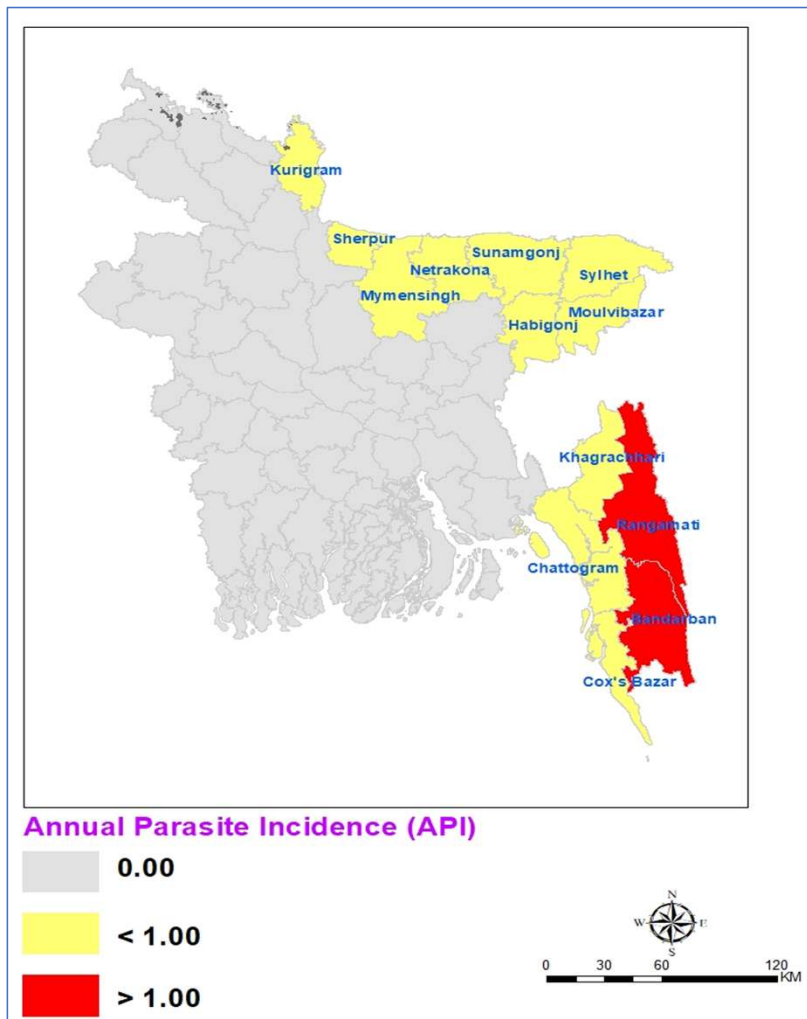 Kurigram
Sherpur
Sunamgonj
Netrakona
Sylhet
Mymensingh
Moulvibazar
Habigonj
Khagrachhari
Rangamati
Chattogram
Bandarban
Cox's Bazar
Annual Parasite Incidence (API)
0.00
< 1.00
> 1.00
N
W E
S
0 30 60 120
KM